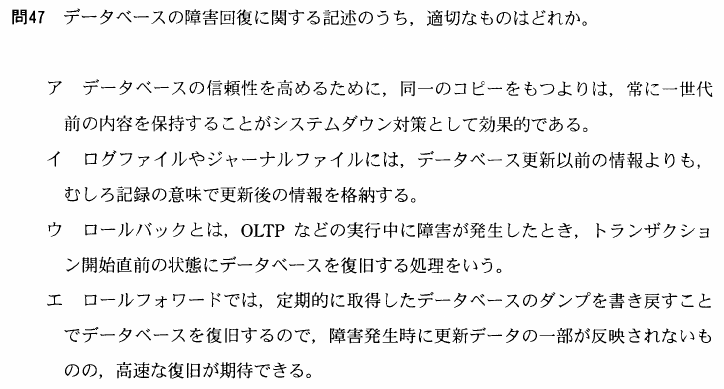 問47 データベースの障害回復に関する記述のうち，適切なものはどれか。
ア データベースの信頼性を高めるために，同一のコピーをもつよりは，常に一世代
前の内容を保持することがシステムダウン対策として効果的である。
イ ログファイルやジャーナルファイルには，データベース更新以前の情報よりも，
むしろ記録の意味で更新後の情報を格納する。
ウ ロールバックとは，OLTP などの実行中に障害が発生したとき，トランザクショ
ン開始直前の状態にデータベースを復旧する処理をいう。
エ ロールフォワードでは，定期的に取得したデータベースのダンプを書き戻すこと
でデータベースを復旧するので，障害発生時に更新データの一部が反映されないも
のの，高速な復旧が期待できる。